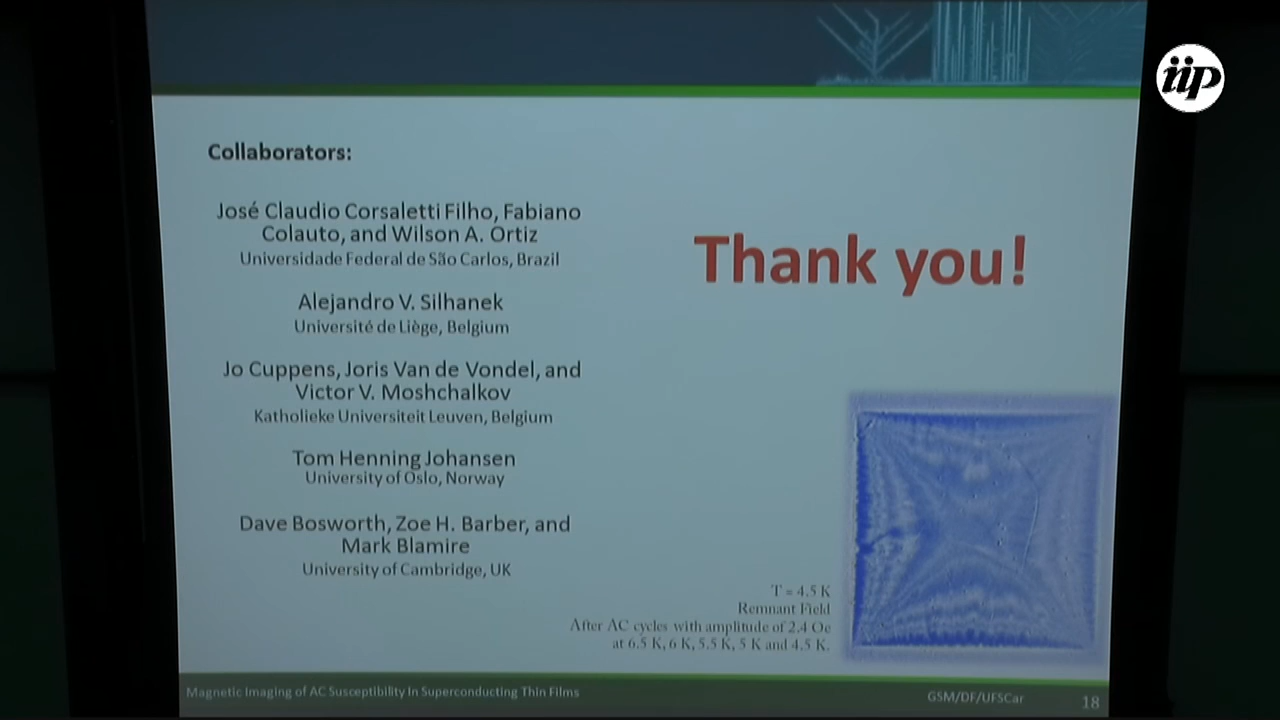 iip
Collaborators:
José Claudio Corsaletti Filho, Fabiano
Colauto, and Wilson A. Ortiz
Universidade Federal de São Carlos, Brazil
Alejandro V. Silhanek
Université de Liège, Belgium
Jo Cuppens, Joris Van de Vondel, and
Victor V. Moshchalkov
Katholieke Universiteit Leuven, Belgium
Tom Henning Johansen
University of Oslo, Norway
Dave Bosworth, Zoe H. Barber, and
Mark Blamire
University of Cambridge, UK
Thank you!
T = 4.5 K
Remnant Field
After AC cycles with amplitude of 2.4 Oe
at 6.5 K, 6 K, 5.5 K, 5 K and 4.5 K.
Magnetic Imaging of AC Susceptibility In Superconducting Thin Films
GSM/DF/UFSCar
18